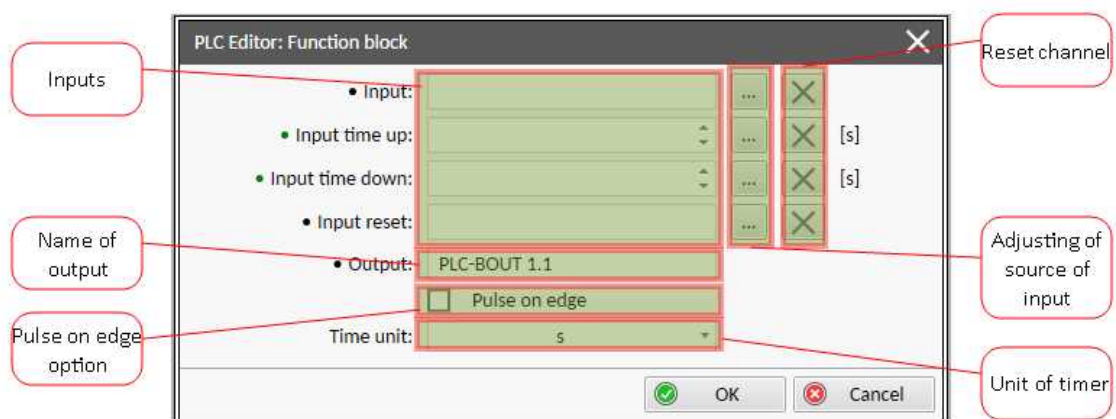 PLC Editor: Function block
Reset channel
Inputs
• Input:
...
• Input time up:
...
[s]
• Input time down:
...
[s]
• Input reset:
...
Name of
output
Adjusting of
source of
input
• Output:
PLC-BOUT 1.1
Pulse on edge
Pulse on edge
option
Time unit:
s
Unit of timer
OK
Cancel